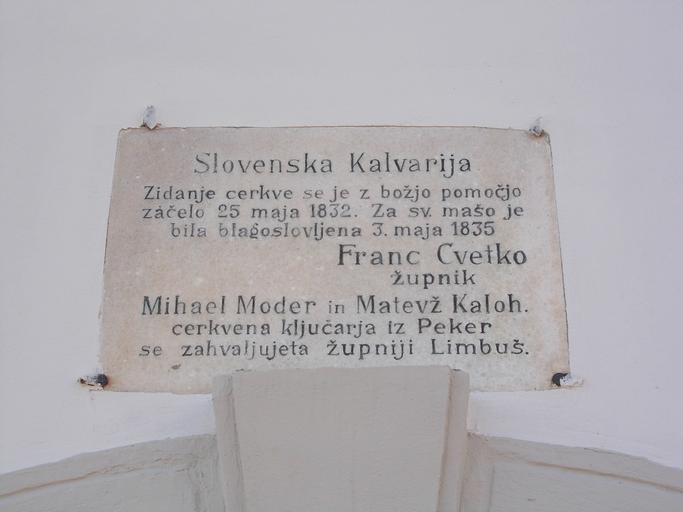 Slovenska Kalvarija
Zidanje cerkve se je z božjo pomočjo
záčelo 25 maja 1832. Za sv. mašo je
bila blagoslovljena 3. maja 1835
Franc Cvetko
župnik
Mihael Moder in Matevž Kaloh.
cerkvena ključarja iz Peker
se zahvaljujeta župniji Limbuš.